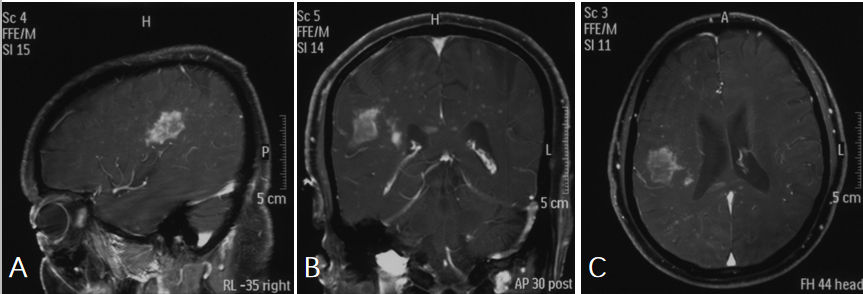 Sc 4
FFE/M
SI 15
H
P
5 cm
A
RL -35 right
Sc 5
FFE/M
SI 14
H
L
5 cm
B
AP 30 post
Sc 3
FFE/M
SI 11
A
L
5 cm
C
FH 44 head